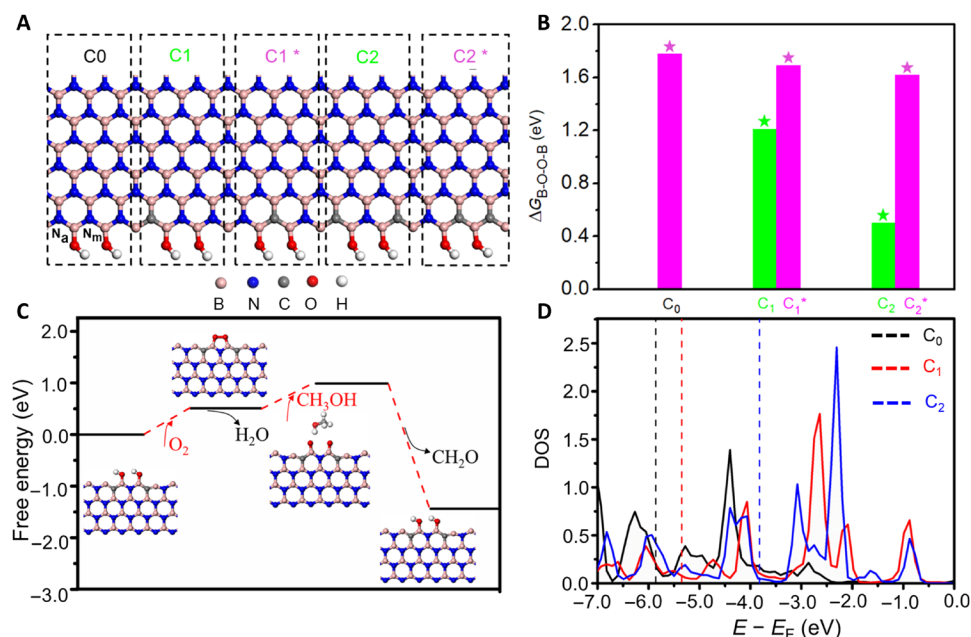 A
C0 C1 C1 * C2 C2 *
Na Nm
B N C O H
B
ΔG B-O-O-B (eV)
2.0
1.6
1.2
0.8
0.4
0.0
C0 C1 C1* C2 C2*
C
Free energy (eV)
3.0
2.0
1.0
0.0
−1.0
−2.0
−3.0
O2
H2O
CH3OH
CH2O
D
DOS
2.5
2.0
1.5
1.0
0.5
0.0
C0
C1
C2
-7.0 -6.0 -5.0 -4.0 -3.0 -2.0 -1.0 0.0
E − EF (eV)